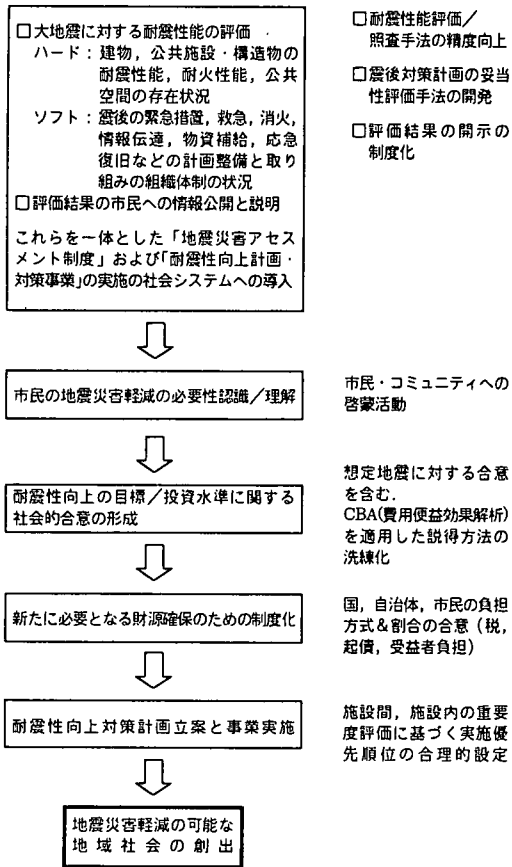 □大地震に対する耐震性能の評価
ハード：建物，公共施設・構造物の
耐震性能，耐火性能，公共
空間の存在状況
ソフト：震後の緊急措置，救急，消火，
情報伝達，物資補給，応急
復旧などの計画整備と取り
組みの組織体制の状況
□評価結果の市民への情報公開と説明
これらを一体とした「地震災害アセス
メント制度」および「耐震性向上計画・
対策事業」の実施の社会システムへの導入
□耐震性能評価／
照査手法の精度向上
□震後対策計画の妥当
性評価手法の開発
□評価結果の開示の
制度化
市民の地震災害軽減の必要性認識／理解
市民・コミュニティへの
啓蒙活動
耐震性向上の目標／投資水準に関する
社会的合意の形成
想定地震に対する合意
を含む．
CBA(費用便益効果解析)
を適用した説得方法の
洗練化
新たに必要となる財源確保のための制度化
国，自治体，市民の負担
方式＆割合の合意（税，
起債，受益者負担）
耐震性向上対策計画立案と事業実施
施設間，施設内の重要
度評価に基づく実施優
先順位の合理的設定
地震災害軽減の可能な
地域社会の創出